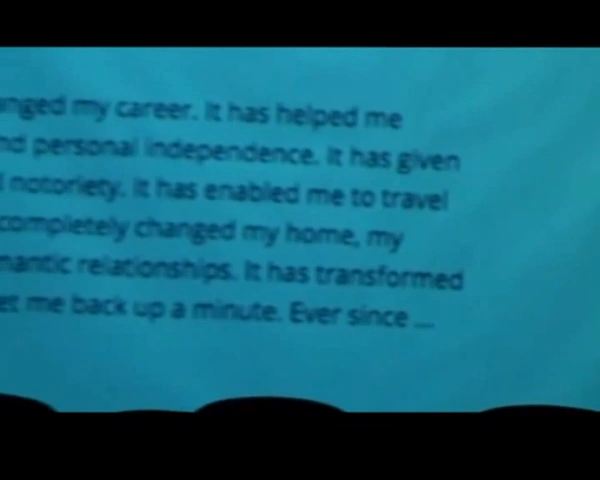 anged my career. It has helped me
nd personal independence. It has given
l notoriety. It has enabled me to travel
completely changed my home, my
mantic relationships. It has transformed
et me back up a minute. Ever since ...